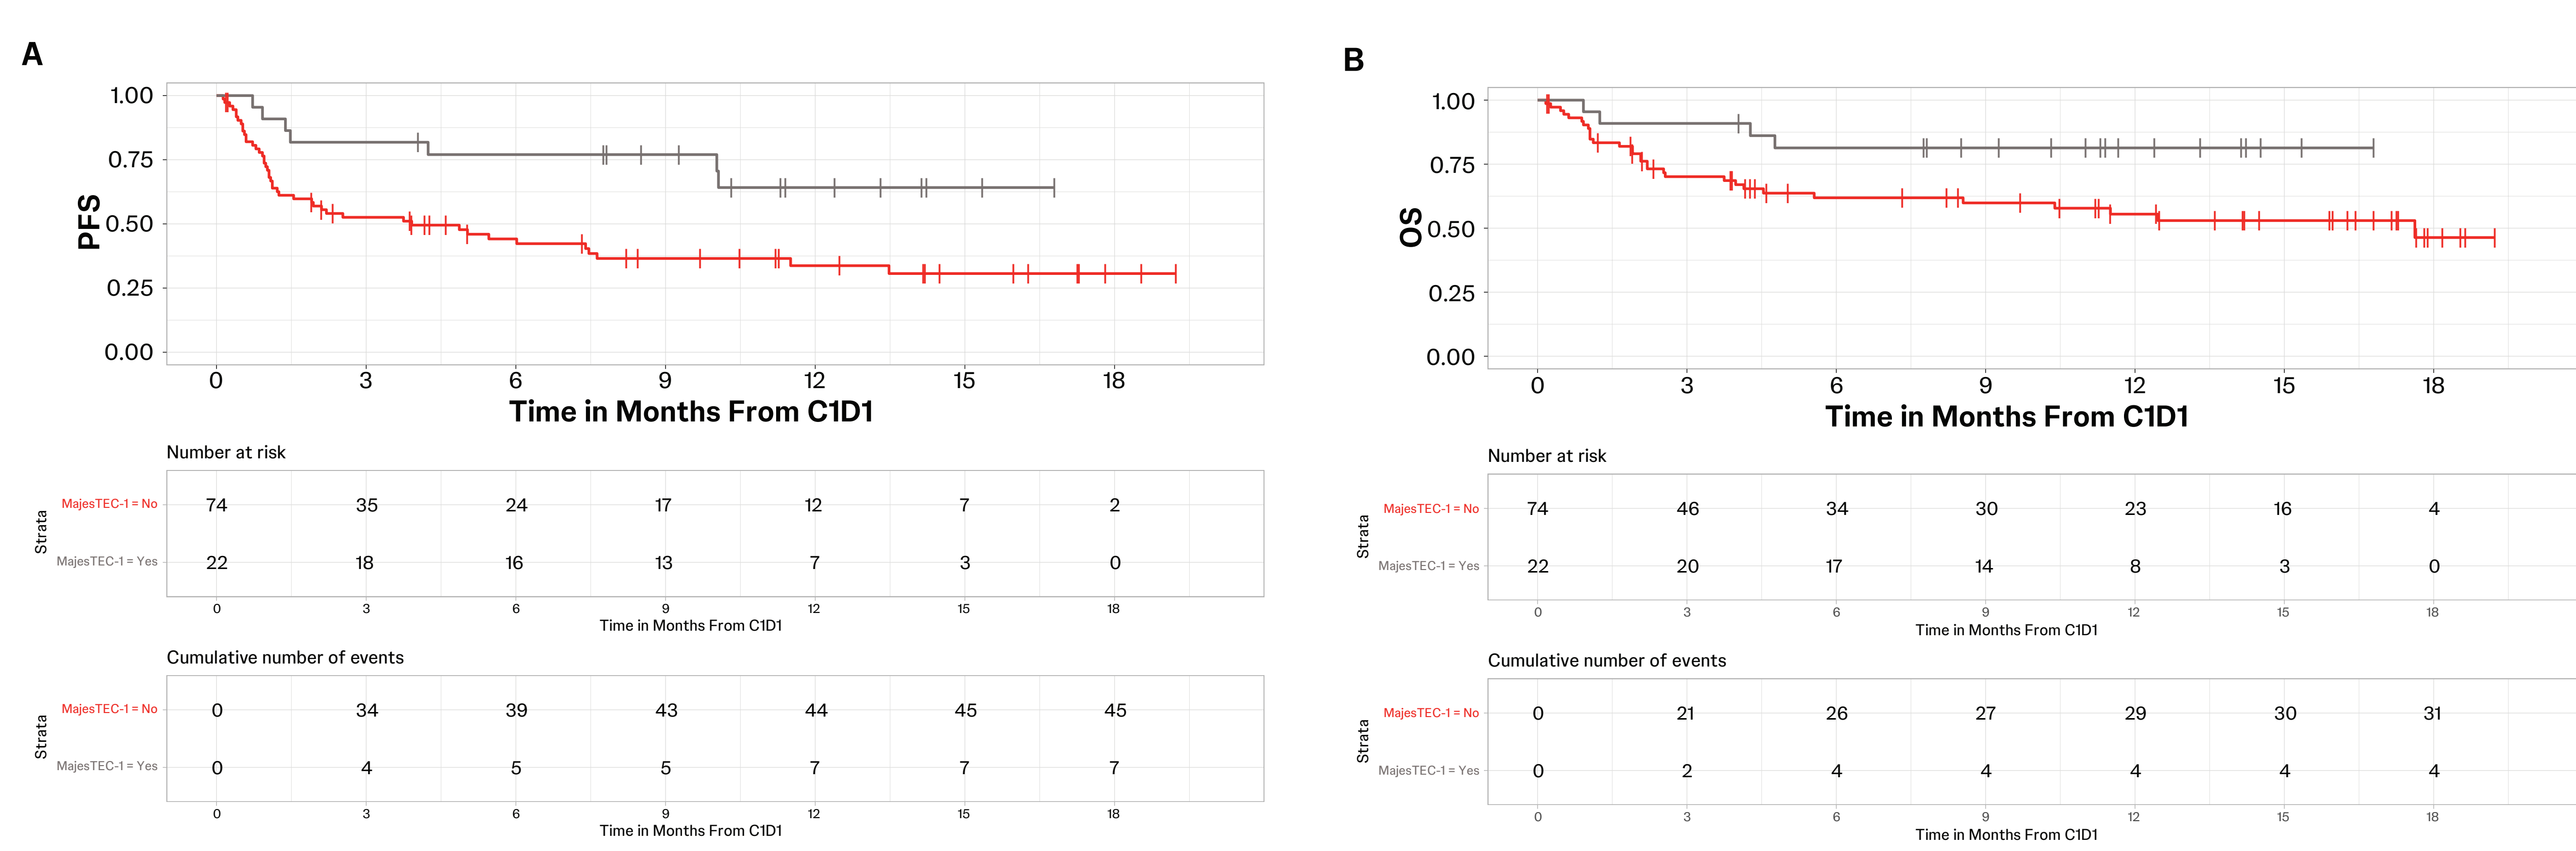 A
PFS
1.00
0.75
0.50
0.25
0.00
0 3 6 9 12 15 18
Time in Months From C1D1
Number at risk
Strata
MajesTEC-1 = No 74 35 24 17 12 7 2
MajesTEC-1 = Yes 22 18 16 13 7 3 0
0 3 6 9 12 15 18
Time in Months From C1D1
Cumulative number of events
Strata
MajesTEC-1 = No 0 34 39 43 44 45 45
MajesTEC-1 = Yes 0 4 5 5 7 7 7
0 3 6 9 12 15 18
Time in Months From C1D1
B
OS
1.00
0.75
0.50
0.25
0.00
0 3 6 9 12 15 18
Time in Months From C1D1
Number at risk
Strata
MajesTEC-1 = No 74 46 34 30 23 16 4
MajesTEC-1 = Yes 22 20 17 14 8 3 0
0 3 6 9 12 15 18
Time in Months From C1D1
Cumulative number of events
Strata
MajesTEC-1 = No 0 21 26 27 29 30 31
MajesTEC-1 = Yes 0 2 4 4 4 4 4
0 3 6 9 12 15 18
Time in Months From C1D1